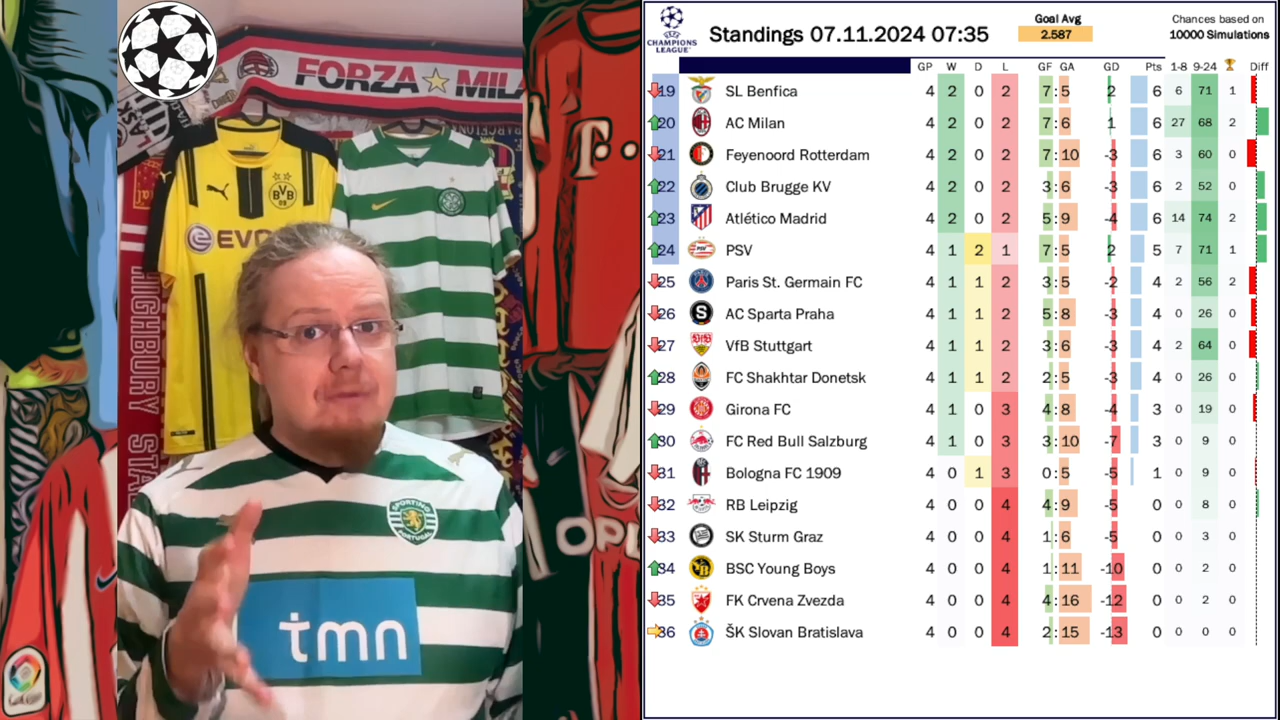 FORZA MILA
EVO
BVB
09
HIGHBURY STA
SPORTING
PORTUGAL
tmn
T..
OPE
CHAMPIONS
LEAGUE
Standings 07.11.2024 07:35
Goal Avg
2.587
Chances based on
10000 Simulations
GP W D L GF GA GD Pts 1-8 9-24 Diff
19 SL Benfica 4 2 0 2 7:5 2 6 6 71 1
20 AC Milan 4 2 0 2 7:6 1 6 27 68 2
21 Feyenoord Rotterdam 4 2 0 2 7:10 -3 6 3 60 0
22 Club Brugge KV 4 2 0 2 3:6 -3 6 2 52 0
23 Atlético Madrid 4 2 0 2 5:9 -4 6 14 74 2
24 PSV 4 1 2 1 7:5 2 5 7 71 1
25 Paris St. Germain FC 4 1 1 2 3:5 -2 4 2 56 2
26 AC Sparta Praha 4 1 1 2 5:8 -3 4 0 26 0
27 VfB Stuttgart 4 1 1 2 3:6 -3 4 2 64 0
28 FC Shakhtar Donetsk 4 1 1 2 2:5 -3 4 0 26 0
29 Girona FC 4 1 0 3 4:8 -4 3 0 19 0
30 FC Red Bull Salzburg 4 1 0 3 3:10 -7 3 0 9 0
31 Bologna FC 1909 4 0 1 3 0:5 -5 1 0 9 0
32 RB Leipzig 4 0 0 4 4:9 -5 0 0 8 0
33 SK Sturm Graz 4 0 0 4 1:6 -5 0 0 3 0
34 BSC Young Boys 4 0 0 4 1:11 -10 0 0 2 0
35 FK Crvena Zvezda 4 0 0 4 4:16 -12 0 0 2 0
36 ŠK Slovan Bratislava 4 0 0 4 2:15 -13 0 0 0 0